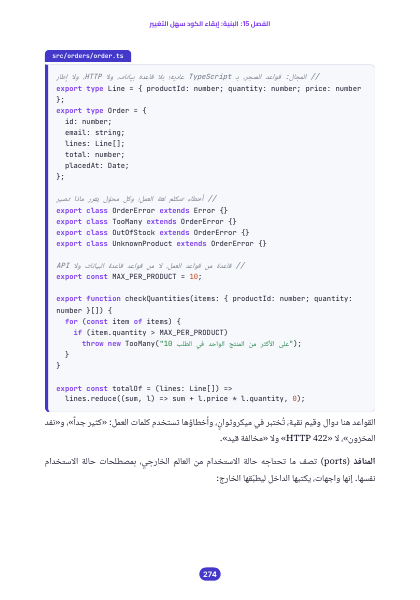 الفصل 15: البنية: إبقاء الكود سهل التغيير
src/orders/order.ts
// المجال: قواعد المتجر، بـ TypeScript عادية: بلا قاعدة بيانات، ولا HTTP، ولا إطار
export type Line = { productId: number; quantity: number; price: number
};
export type Order = {
id: number;
email: string;
lines: Line[];
total: number;
placedAt: Date;
};
// أخطاء تتكلم لغة العمل؛ وكل محوّل يقرر ماذا تصير
export class OrderError extends Error {}
export class TooMany extends OrderError {}
export class OutOfStock extends OrderError {}
export class UnknownProduct extends OrderError {}
// قاعدة من قواعد العمل، لا من قواعد قاعدة البيانات ولا API
export const MAX_PER_PRODUCT = 10;
export function checkQuantities(items: { productId: number; quantity:
number }[]) {
for (const item of items) {
if (item.quantity > MAX_PER_PRODUCT)
throw new TooMany("على الأكثر من المنتج الواحد في الطلب 10");
}
}
export const totalOf = (lines: Line[]) =>
lines.reduce((sum, l) => sum + l.price * l.quantity, 0);
القواعد هنا دوال وقيم نقية، تُختبر في ميكروثوانٍ، وأخطاؤها تستخدم كلمات العمل: «كثير جداً»، و«نفد
المخزون»، لا «HTTP 422» ولا «مخالفة قيد».
المنافذ (ports) تصف ما تحتاجه حالة الاستخدام من العالم الخارجي، بمصطلحات حالة الاستخدام
نفسها. إنها واجهات، يكتبها الداخل ليطبّقها الخارج:
274